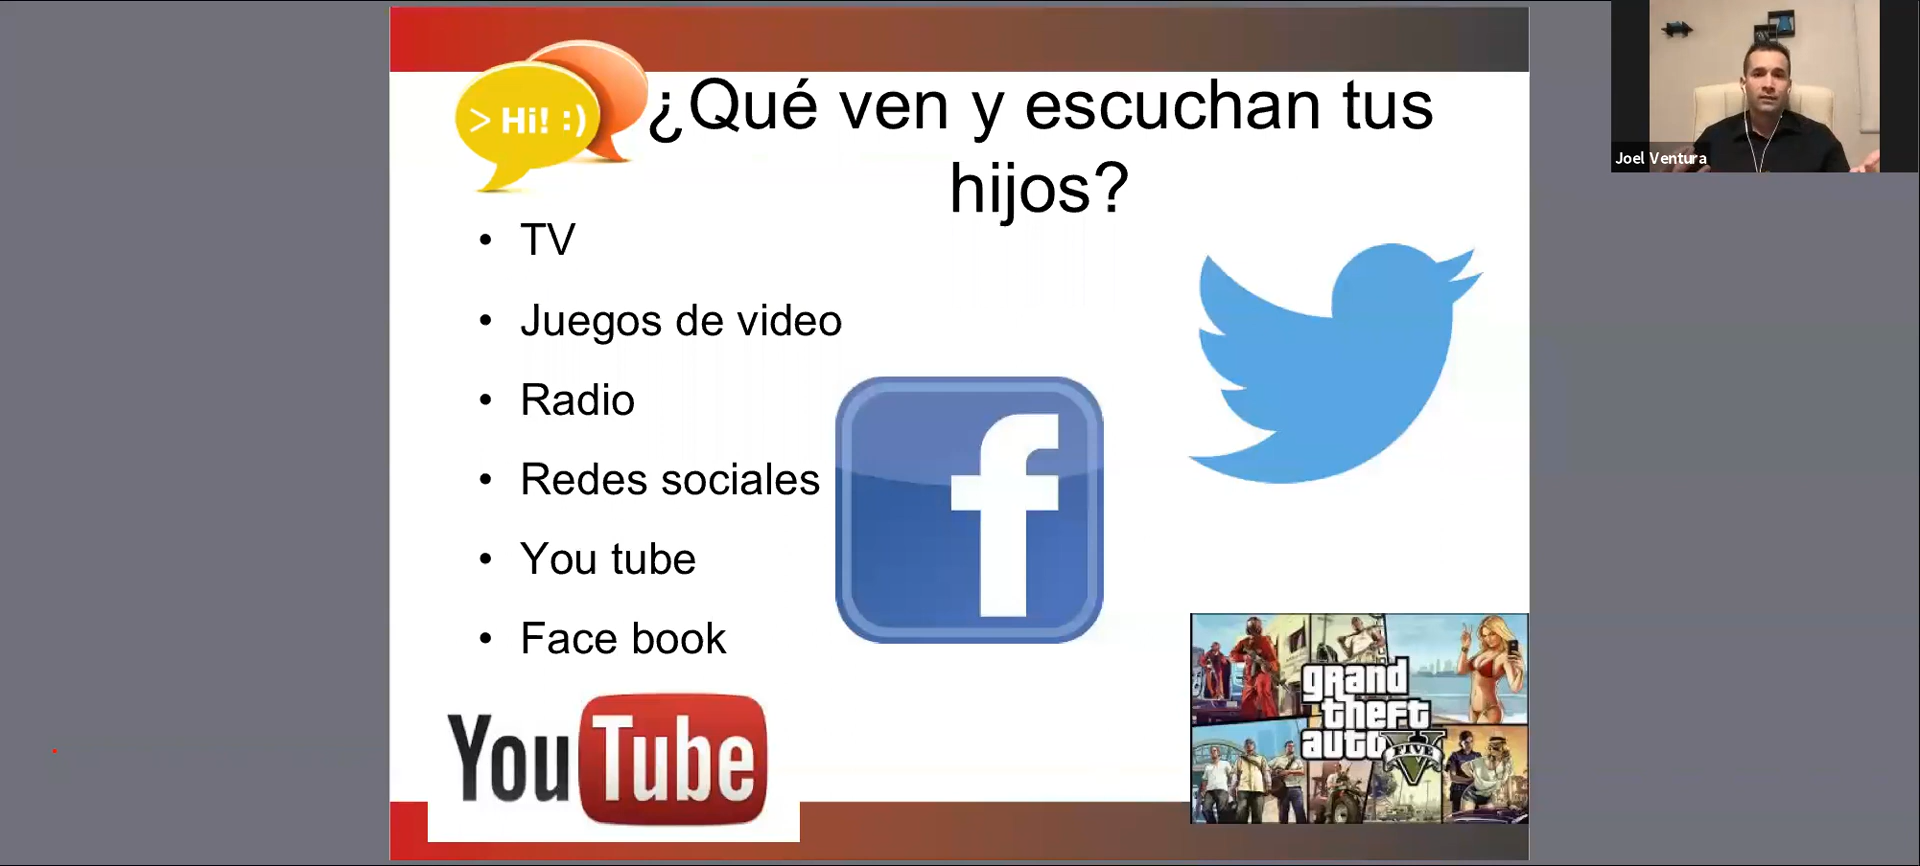 > Hi! :)
¿Qué ven y escuchan tus
hijos?
Joel Ventura
• TV
• Juegos de video
• Radio
• Redes sociales
• You tube
• Face book
f
YouTube
grand
theft
auto
FIVE
V